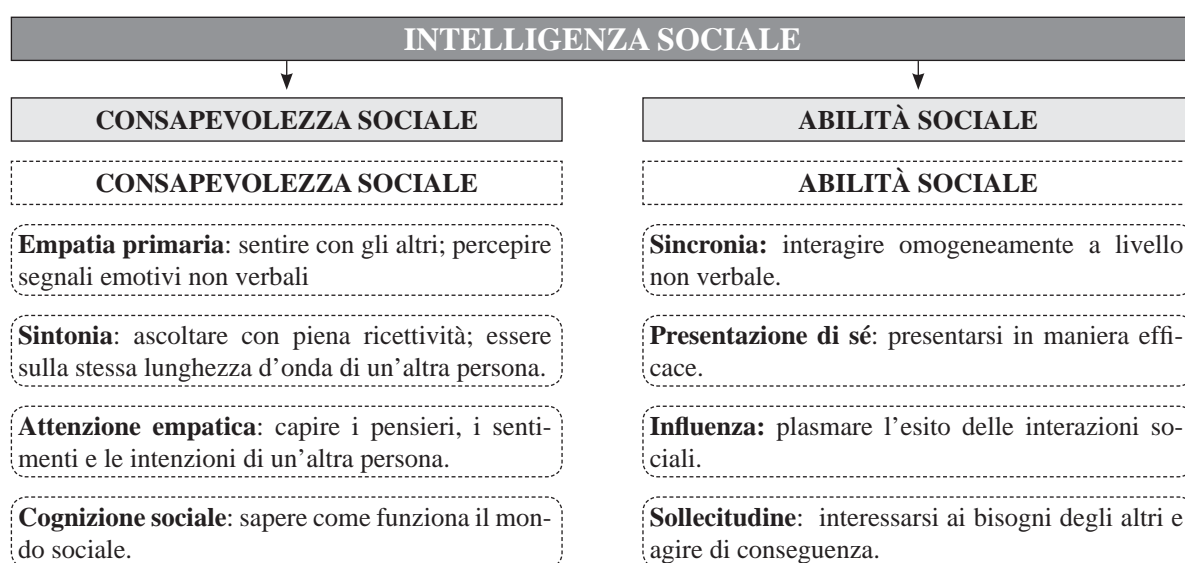 INTELLIGENZA SOCIALE
CONSAPEVOLEZZA SOCIALE
CONSAPEVOLEZZA SOCIALE
Empatia primaria: sentire con gli altri; percepire
segnali emotivi non verbali
Sintonia: ascoltare con piena ricettività; essere
sulla stessa lunghezza d’onda di un’altra persona.
Attenzione empatica: capire i pensieri, i senti-
menti e le intenzioni di un’altra persona.
Cognizione sociale: sapere come funziona il mon-
do sociale.
ABILITÀ SOCIALE
ABILITÀ SOCIALE
Sincronia: interagire omogeneamente a livello
non verbale.
Presentazione di sé: presentarsi in maniera effi-
cace.
Influenza: plasmare l’esito delle interazioni so-
ciali.
Sollecitudine: interessarsi ai bisogni degli altri e
agire di conseguenza.